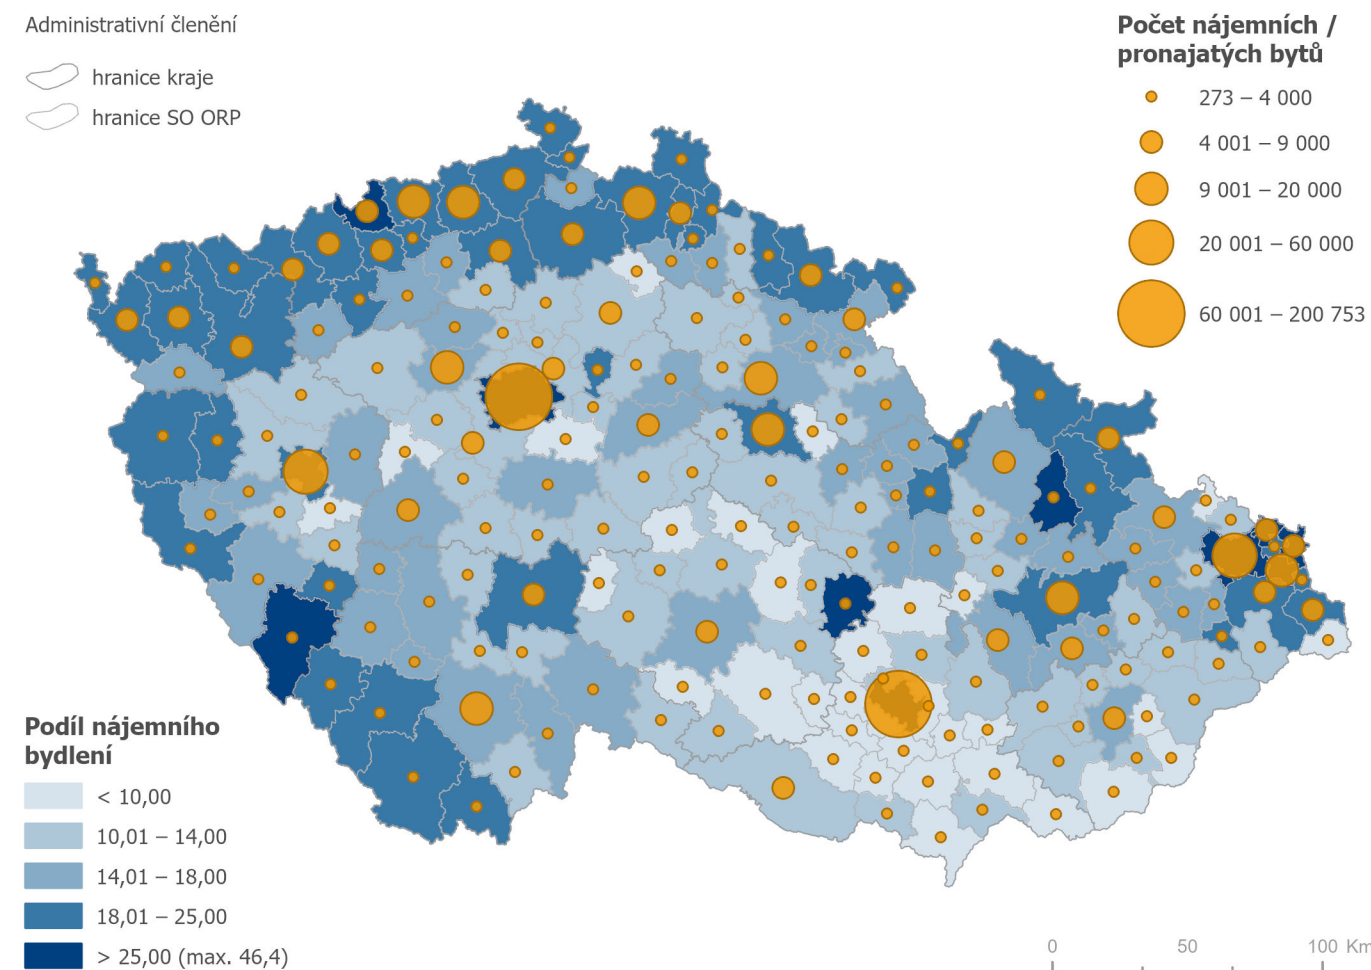 Administrativní členění
hranice kraje
hranice SO ORP
Počet nájemních /
pronajatých bytů
273 – 4 000
4 001 – 9 000
9 001 – 20 000
20 001 – 60 000
60 001 – 200 753
Podíl nájemního
bydlení
< 10,00
10,01 – 14,00
14,01 – 18,00
18,01 – 25,00
> 25,00 (max. 46,4)
0 50 100 Km